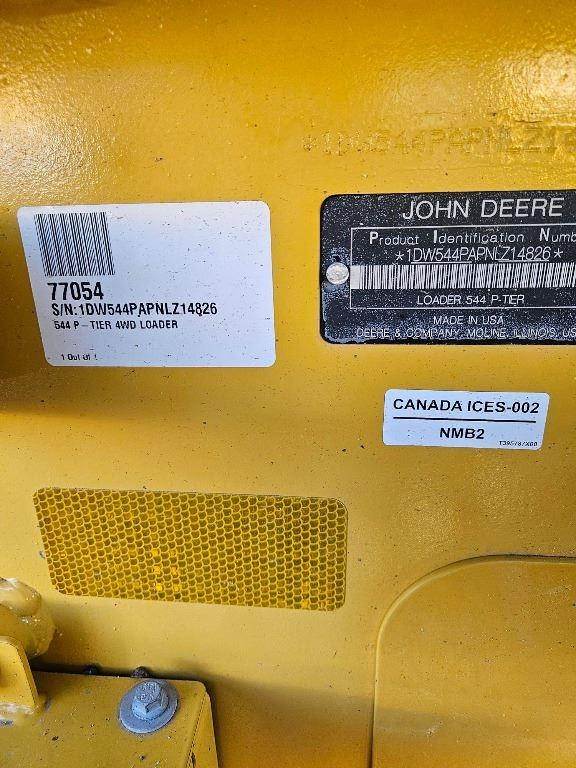 *1DW544PAPNLZ
77054
S/N:1DW544PAPNLZ14826
544 P-TIER 4WD LOADER
1 Out of 1
JOHN DEERE
Product Identification Numb
*1DW544PAPNLZ14826*
LOADER 544 P-TIER
MADE IN USA
DEERE & COMPANY MOLINE, ILLINOIS, US
CANADA ICES-002
NMB2